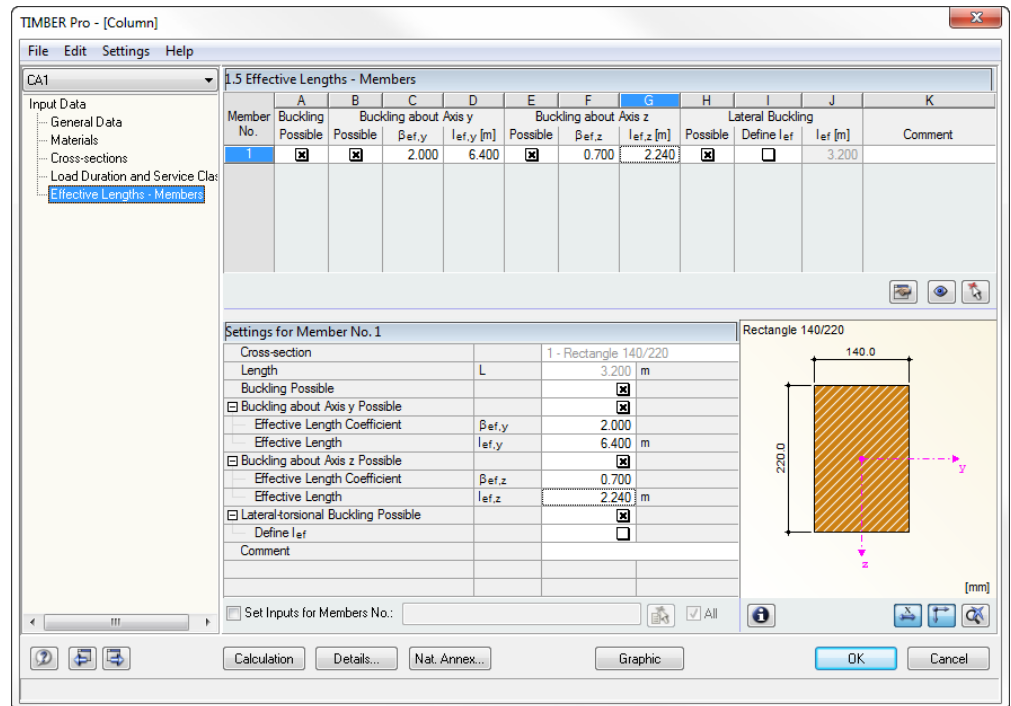 TIMBER Pro - [Column]
File Edit Settings Help
CA1
Input Data
General Data
Materials
Cross-sections
Load Duration and Service Clas
Effective Lengths - Members
1.5 Effective Lengths - Members
A B C D E F G H I J K
Member Buckling Buckling about Axis y Buckling about Axis z Lateral Buckling
No. Possible Possible βef,y lef,y [m] Possible βef,z lef,z [m] Possible Define lef lef [m] Comment
1 2.000 6.400 0.700 2.240 3.200
Settings for Member No. 1
Cross-section 1 - Rectangle 140/220
Length L 3.200 m
Buckling Possible
Buckling about Axis y Possible
Effective Length Coefficient βef,y 2.000
Effective Length lef,y 6.400 m
Buckling about Axis z Possible
Effective Length Coefficient βef,z 0.700
Effective Length lef,z 2.240 m
Lateral-torsional Buckling Possible
Define lef
Comment
Set Inputs for Members No.: All
Rectangle 140/220
140.0
220.0
y
z
[mm]
Calculation Details... Nat. Annex... Graphic OK Cancel